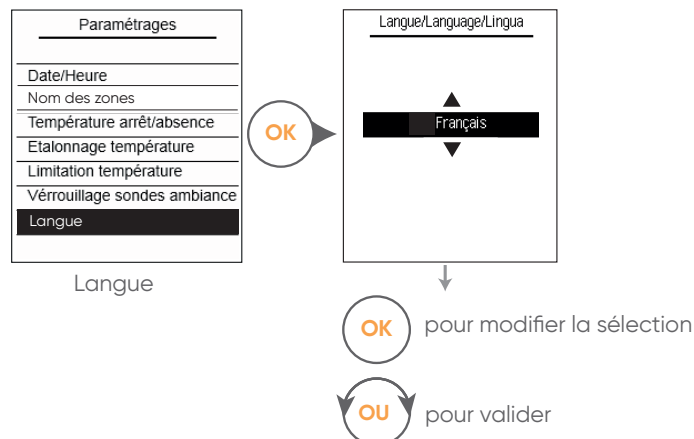 Paramétrages
Date/Heure
Nom des zones
Température arrêt/absence
Etalonnage température
Limitation température
Vérrouillage sondes ambiance
Langue
Langue
OK
Langue/Language/Lingua
Français
OK
pour modifier la sélection
OU
pour valider